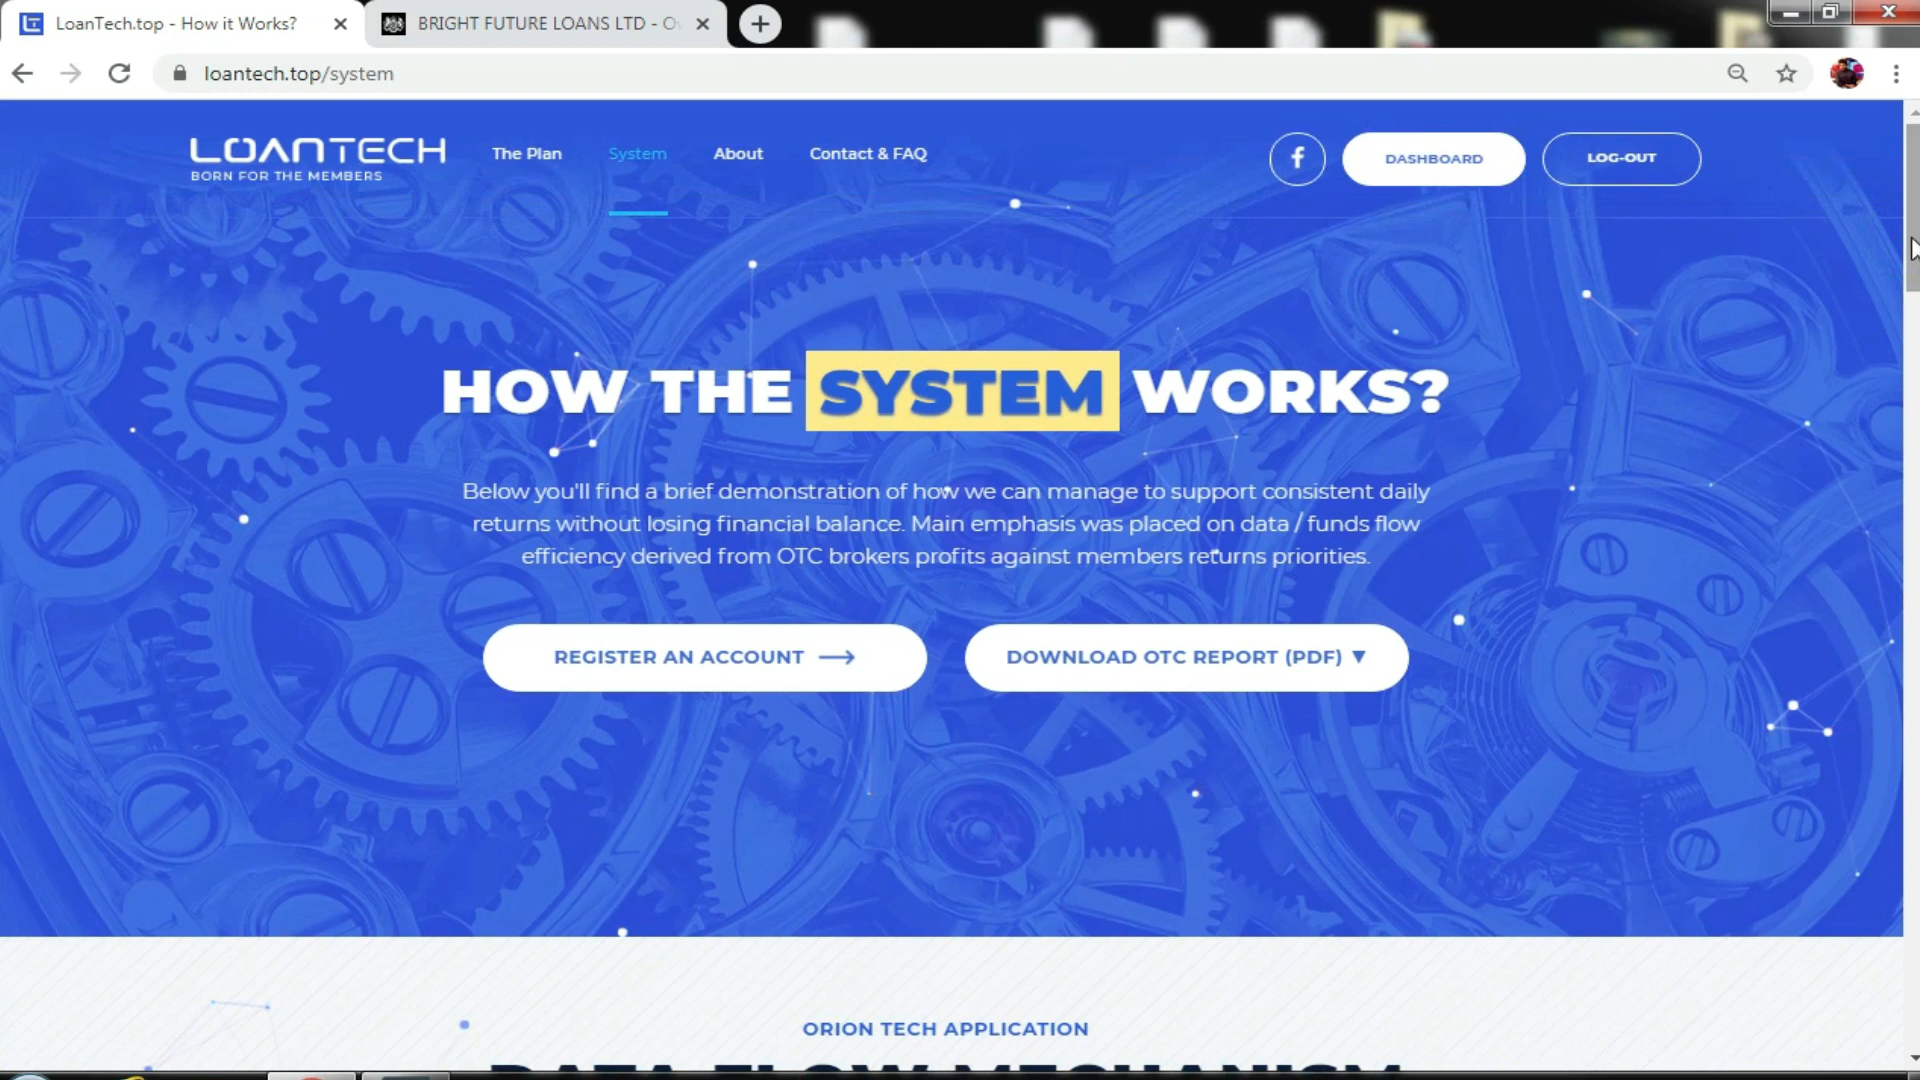 LoanTech.top - How it Works?
BRIGHT FUTURE LOANS LTD - O
loantech.top/system
LOANTECH
BORN FOR THE MEMBERS
The Plan
System
About
Contact & FAQ
DASHBOARD
LOG-OUT
HOW THE SYSTEM WORKS?
Below you'll find a brief demonstration of how we can manage to support consistent daily
returns without losing financial balance. Main emphasis was placed on data / funds flow
efficiency derived from OTC brokers profits against members returns priorities.
REGISTER AN ACCOUNT
DOWNLOAD OTC REPORT (PDF) ▼
ORION TECH APPLICATION
DATA FLOW MECHANISM